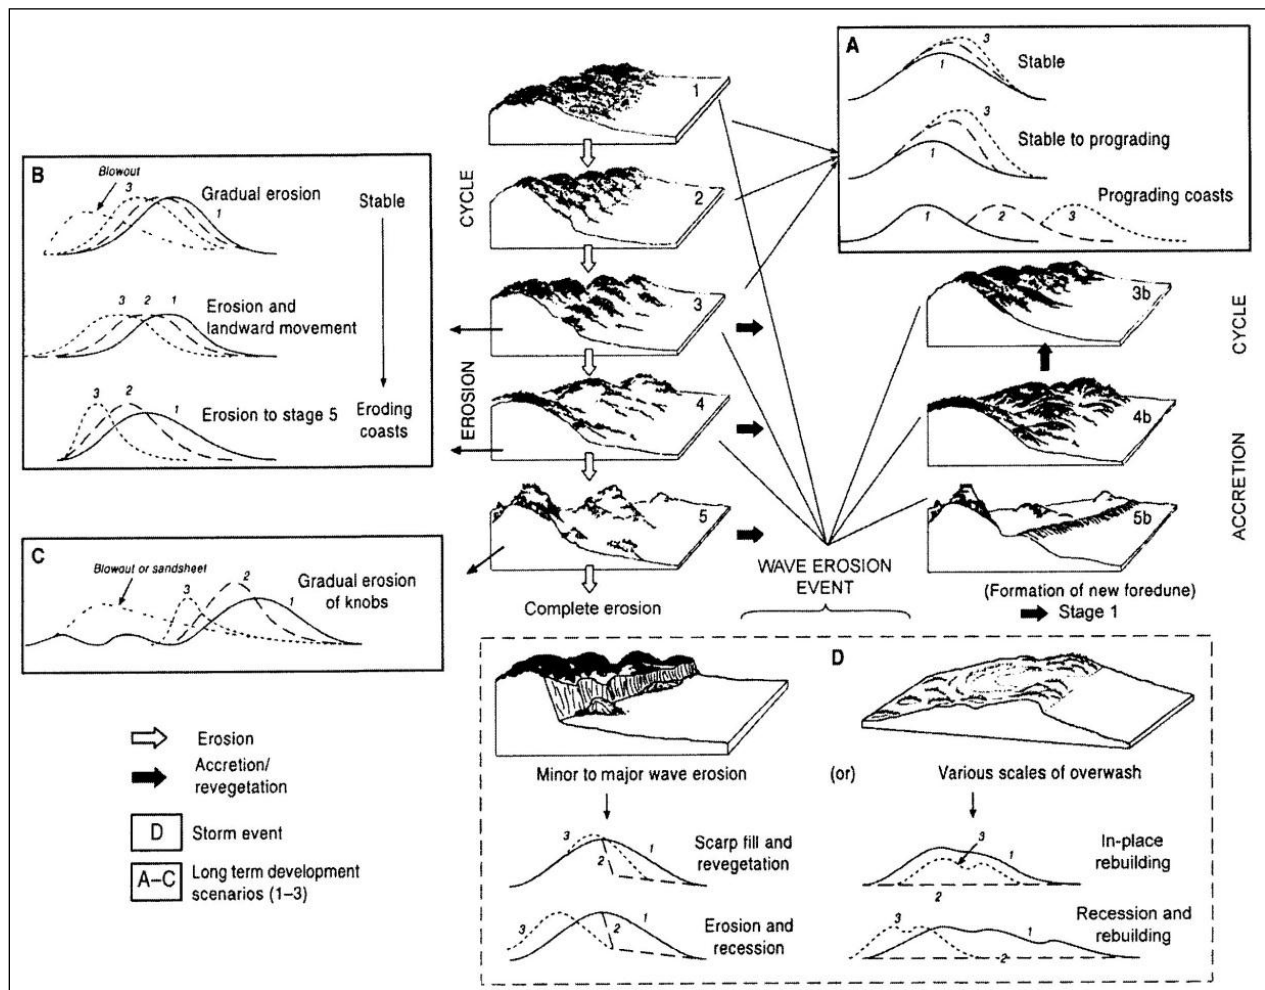 A
3
1
Stable
3
1
Stable to prograding
Prograding coasts
1
2
3
1
CYCLE
2
3
EROSION
4
5
Complete erosion
B
Blowout
3
Gradual erosion
1
Stable
3 2 1
Erosion and
landward movement
3
2
1
Erosion to stage 5
Eroding
coasts
C
Blowout or sandsheet
3
2
1
Gradual erosion
of knobs
3b
CYCLE
4b
ACCRETION
5b
(Formation of new foredune)
Stage 1
WAVE EROSION
EVENT
D
Minor to major wave erosion
(or)
Various scales of overwash
3
2
1
Scarp fill and
revegetation
3
1
2
In-place
rebuilding
3
2
1
Erosion and
recession
3
1
2
Recession and
rebuilding
Erosion
Accretion/
revegetation
D
Storm event
A–C
Long term development
scenarios (1–3)